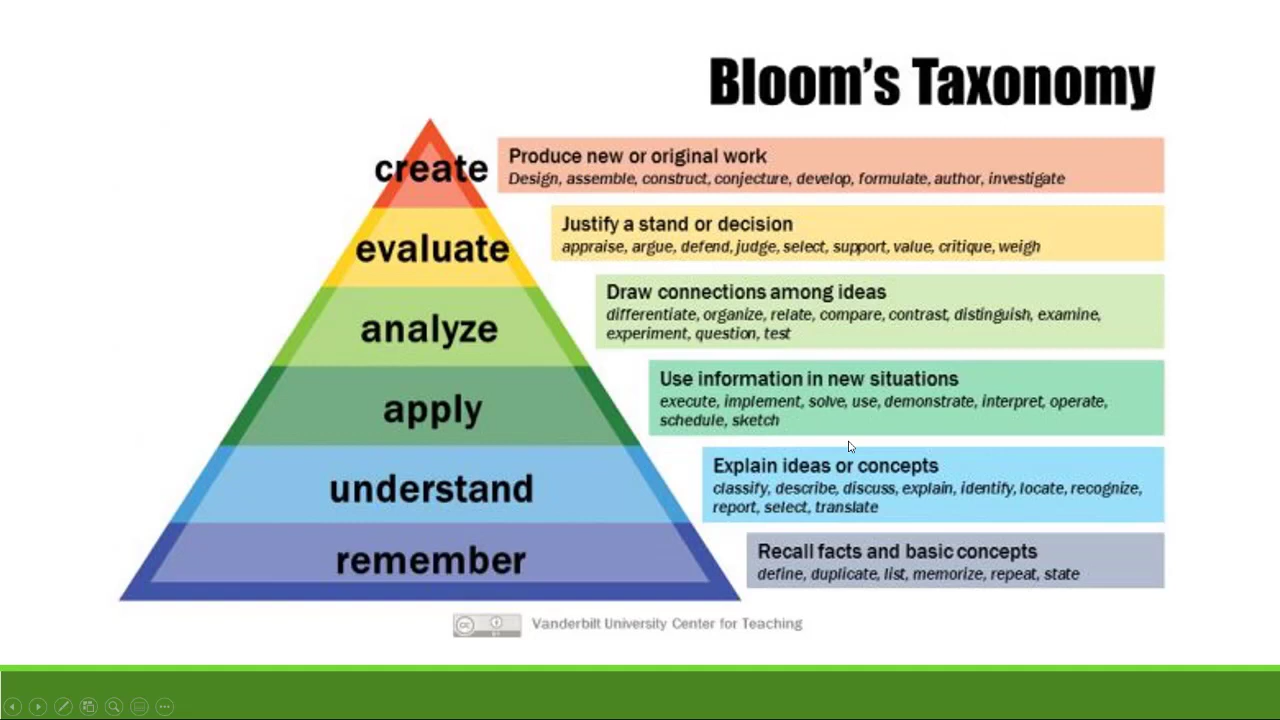 Bloom's Taxonomy
create
Produce new or original work
Design, assemble, construct, conjecture, develop, formulate, author, investigate
evaluate
Justify a stand or decision
appraise, argue, defend, judge, select, support, value, critique, weigh
analyze
Draw connections among ideas
differentiate, organize, relate, compare, contrast, distinguish, examine,
experiment, question, test
apply
Use information in new situations
execute, implement, solve, use, demonstrate, interpret, operate,
schedule, sketch
understand
Explain ideas or concepts
classify, describe, discuss, explain, identify, locate, recognize,
report, select, translate
remember
Recall facts and basic concepts
define, duplicate, list, memorize, repeat, state
cc
Vanderbilt University Center for Teaching